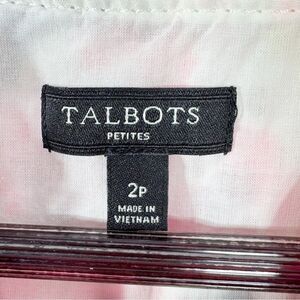 TALBOTS
PETITES
2P
MADE IN
VIETNAM